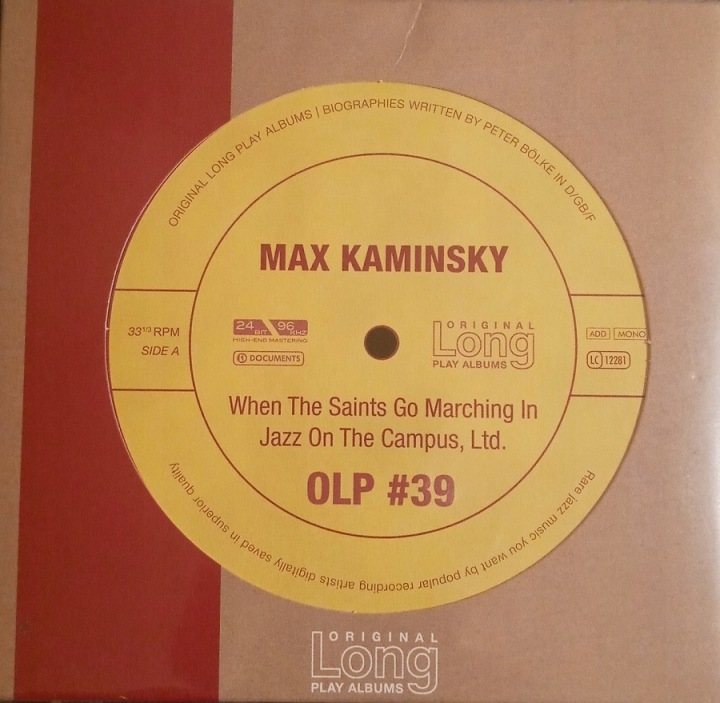 ORIGINAL LONG PLAY ALBUMS | BIOGRAPHIES WRITTEN BY PETER BÖLKE IN D/GB/F
MAX KAMINSKY
33 1/3 RPM
SIDE A
24 BIT 96 KHZ
HIGH-END MASTERING
DOCUMENTS
ORIGINAL
Long
PLAY ALBUMS
ADD MONO
LC 12281
When The Saints Go Marching In
Jazz On The Campus, Ltd.
OLP #39
Rare jazz music you want by popular recording artists digitally saved in superior quality
ORIGINAL
Long
PLAY ALBUMS